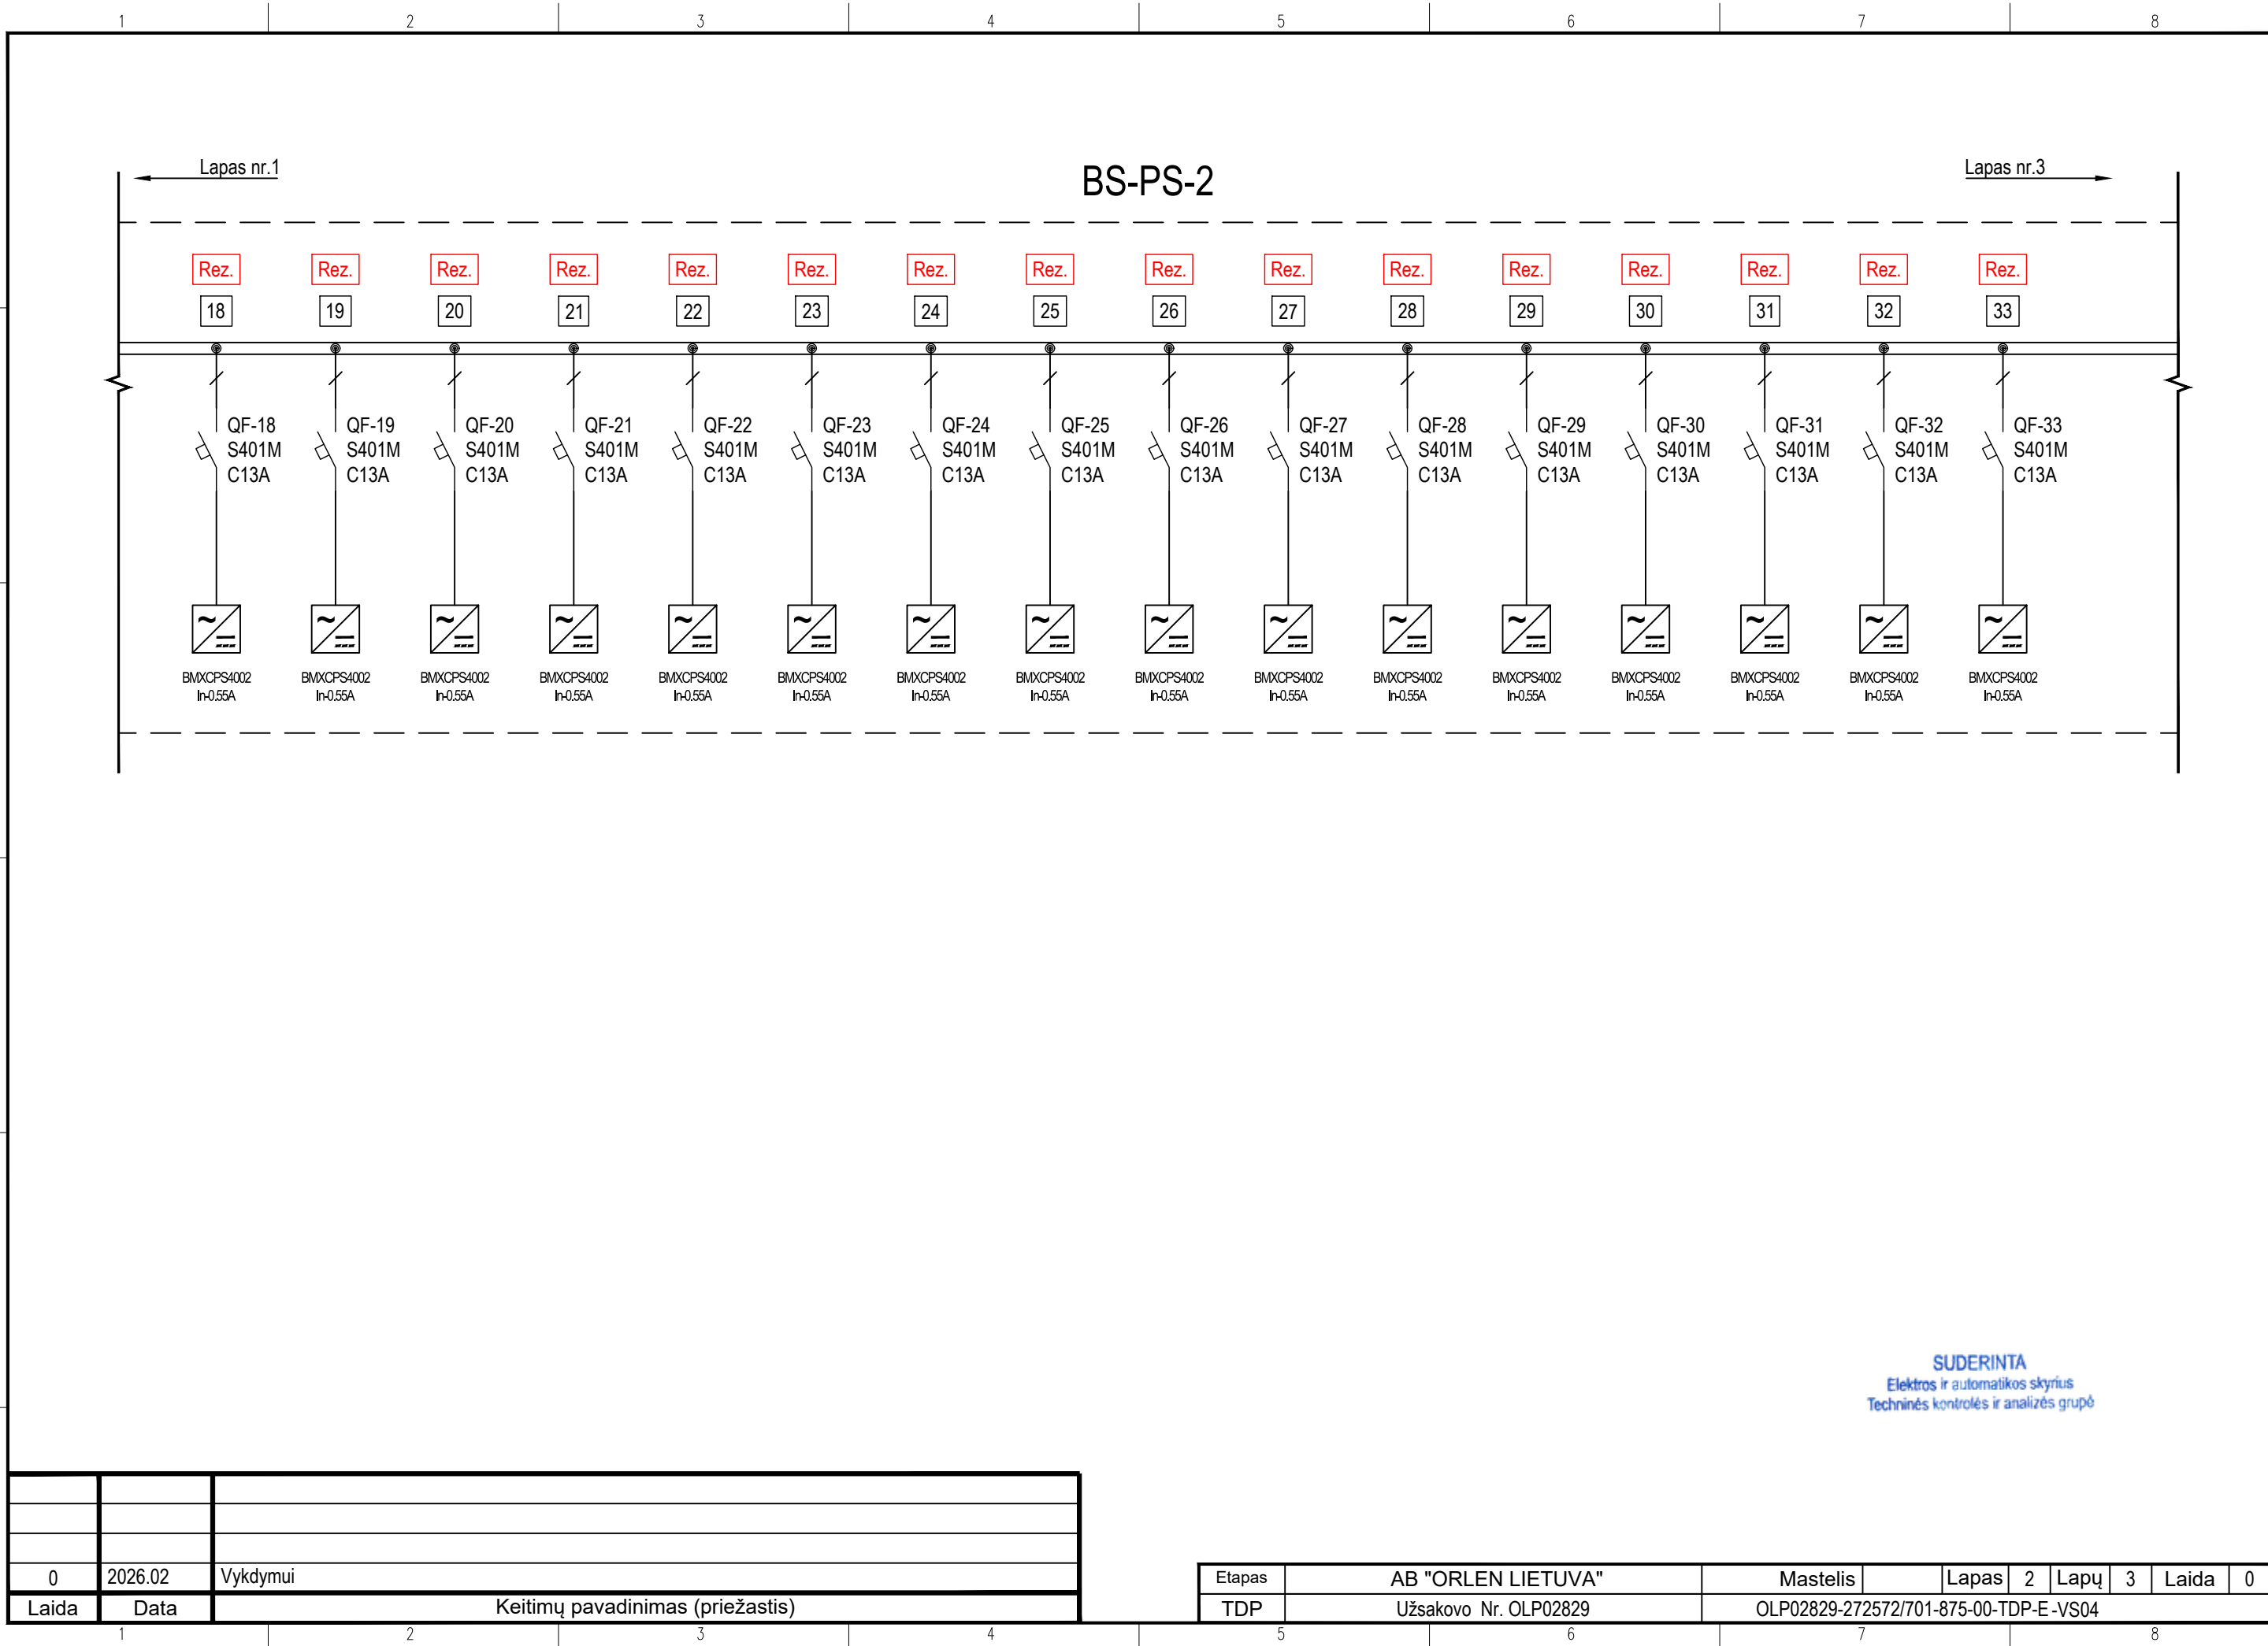 1 2 3 4 5 6 7 8
Lapas nr.1
BS-PS-2
Lapas nr.3
Rez. Rez. Rez. Rez. Rez. Rez. Rez. Rez. Rez. Rez. Rez. Rez. Rez. Rez. Rez. Rez.
18 19 20 21 22 23 24 25 26 27 28 29 30 31 32 33
QF-18 QF-19 QF-20 QF-21 QF-22 QF-23 QF-24 QF-25 QF-26 QF-27 QF-28 QF-29 QF-30 QF-31 QF-32 QF-33
S401M S401M S401M S401M S401M S401M S401M S401M S401M S401M S401M S401M S401M S401M S401M S401M
C13A C13A C13A C13A C13A C13A C13A C13A C13A C13A C13A C13A C13A C13A C13A C13A
BMXCPS4002 BMXCPS4002 BMXCPS4002 BMXCPS4002 BMXCPS4002 BMXCPS4002 BMXCPS4002 BMXCPS4002 BMXCPS4002 BMXCPS4002 BMXCPS4002 BMXCPS4002 BMXCPS4002 BMXCPS4002 BMXCPS4002 BMXCPS4002
In-0.55A In-0.55A In-0.55A In-0.55A In-0.55A In-0.55A In-0.55A In-0.55A In-0.55A In-0.55A In-0.55A In-0.55A In-0.55A In-0.55A In-0.55A In-0.55A
SUDERINTA
Elektros ir automatikos skyrius
Techninės kontrolės ir analizės grupė
0 2026.02 Vykdymui
Laida Data Keitimų pavadinimas (priežastis)
Etapas AB "ORLEN LIETUVA" Mastelis Lapas 2 Lapų 3 Laida 0
TDP Užsakovo Nr. OLP02829 OLP02829-272572/701-875-00-TDP-E-VS04
1 2 3 4 5 6 7 8